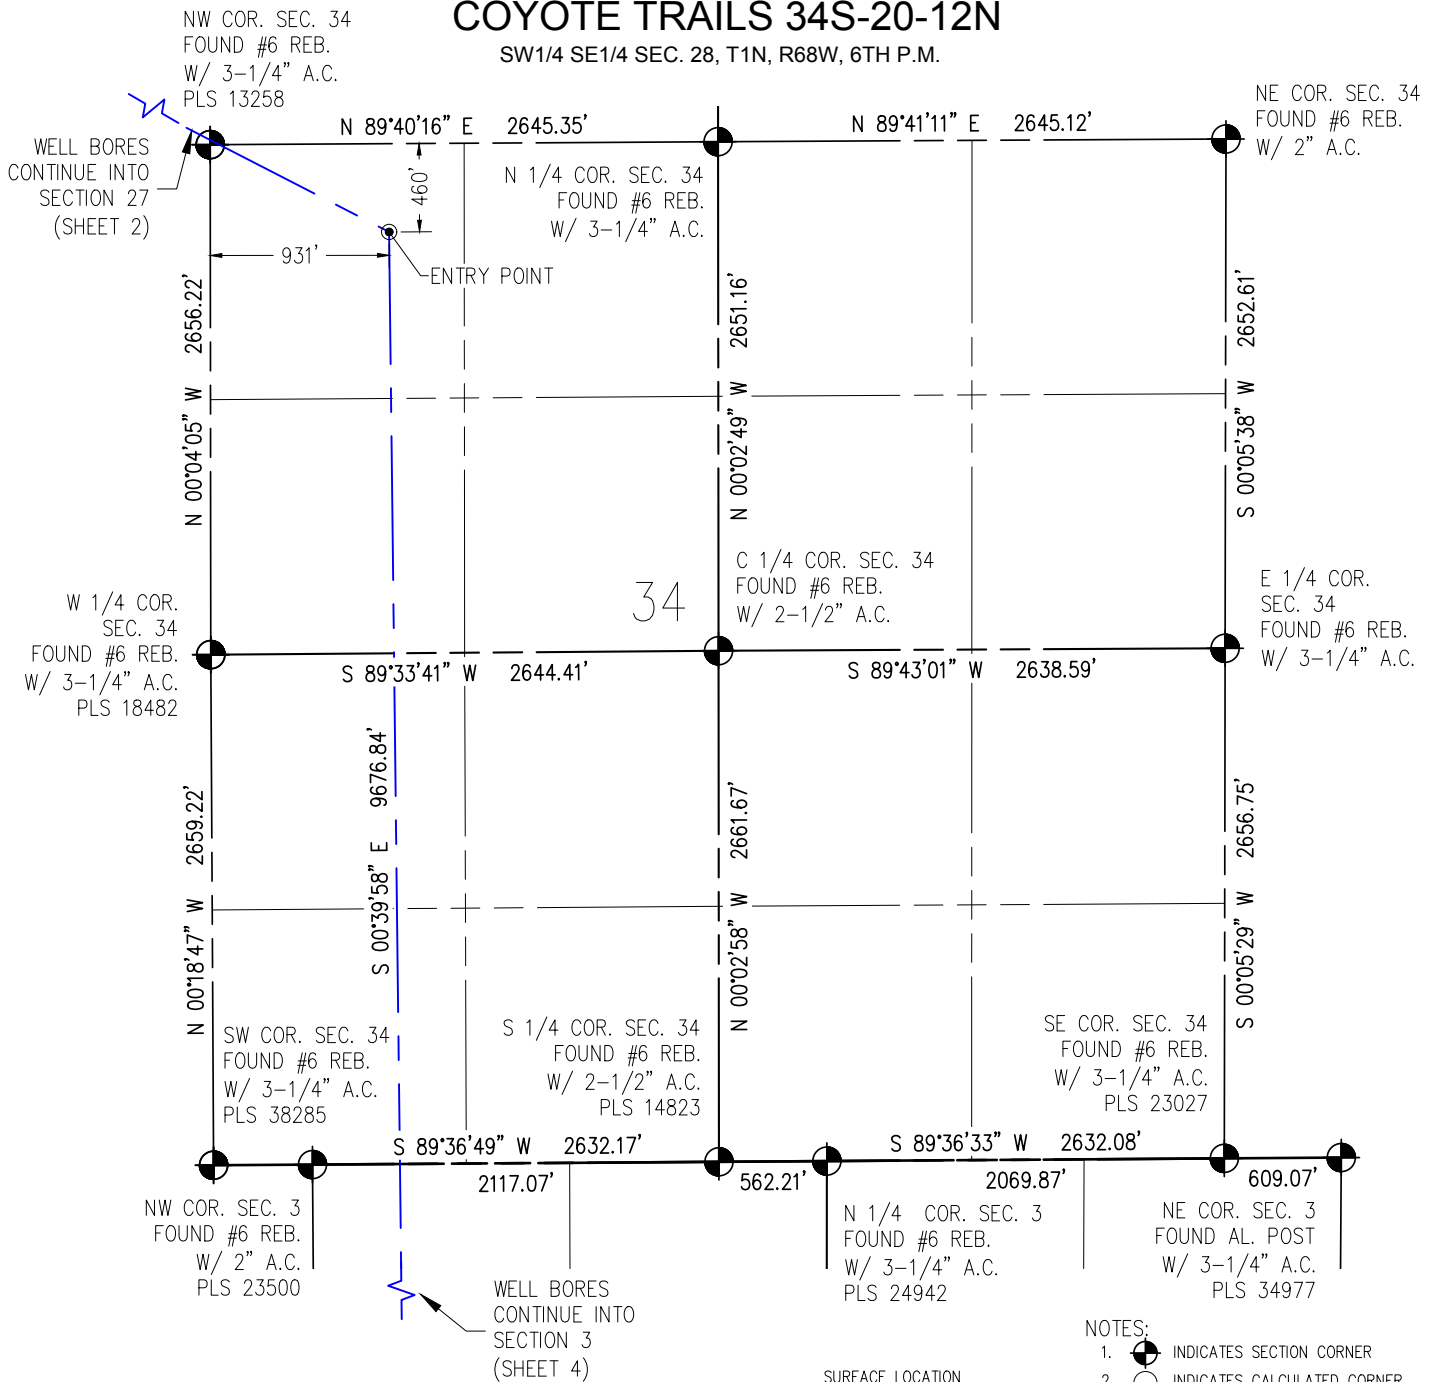 COYOTE TRAILS 34S-20-12N
SW1/4 SE1/4 SEC. 28, T1N, R68W, 6TH P.M.
NW COR. SEC. 34
FOUND #6 REB.
W/ 3-1/4" A.C.
PLS 13258
N 89°40'16" E 2645.35'
N 89°41'11" E 2645.12'
NE COR. SEC. 34
FOUND #6 REB.
W/ 2" A.C.
WELL BORES
CONTINUE INTO
SECTION 27
(SHEET 2)
460'
N 1/4 COR. SEC. 34
FOUND #6 REB.
W/ 3-1/4" A.C.
931'
ENTRY POINT
N 00°04'05" W 2656.22'
N 00°02'49" W 2651.16'
S 00°05'38" W 2652.61'
34
C 1/4 COR. SEC. 34
FOUND #6 REB.
W/ 2-1/2" A.C.
W 1/4 COR.
SEC. 34
FOUND #6 REB.
W/ 3-1/4" A.C.
PLS 18482
E 1/4 COR.
SEC. 34
FOUND #6 REB.
W/ 3-1/4" A.C.
S 89°33'41" W 2644.41'
S 89°43'01" W 2638.59'
N 00°18'47" W 2659.22'
S 00°39'58" E 9676.84'
N 00°02'58" W 2661.67'
S 00°05'29" W 2656.75'
SW COR. SEC. 34
FOUND #6 REB.
W/ 3-1/4" A.C.
PLS 38285
S 1/4 COR. SEC. 34
FOUND #6 REB.
W/ 2-1/2" A.C.
PLS 14823
SE COR. SEC. 34
FOUND #6 REB.
W/ 3-1/4" A.C.
PLS 23027
S 89°36'49" W 2632.17'
S 89°36'33" W 2632.08'
2117.07'
562.21'
2069.87'
609.07'
NW COR. SEC. 3
FOUND #6 REB.
W/ 2" A.C.
PLS 23500
N 1/4 COR. SEC. 3
FOUND #6 REB.
W/ 3-1/4" A.C.
PLS 24942
NE COR. SEC. 3
FOUND AL. POST
W/ 3-1/4" A.C.
PLS 34977
WELL BORES
CONTINUE INTO
SECTION 3
(SHEET 4)
NOTES:
1. INDICATES SECTION CORNER
2. INDICATES CALCULATED CORNER
SURFACE LOCATION